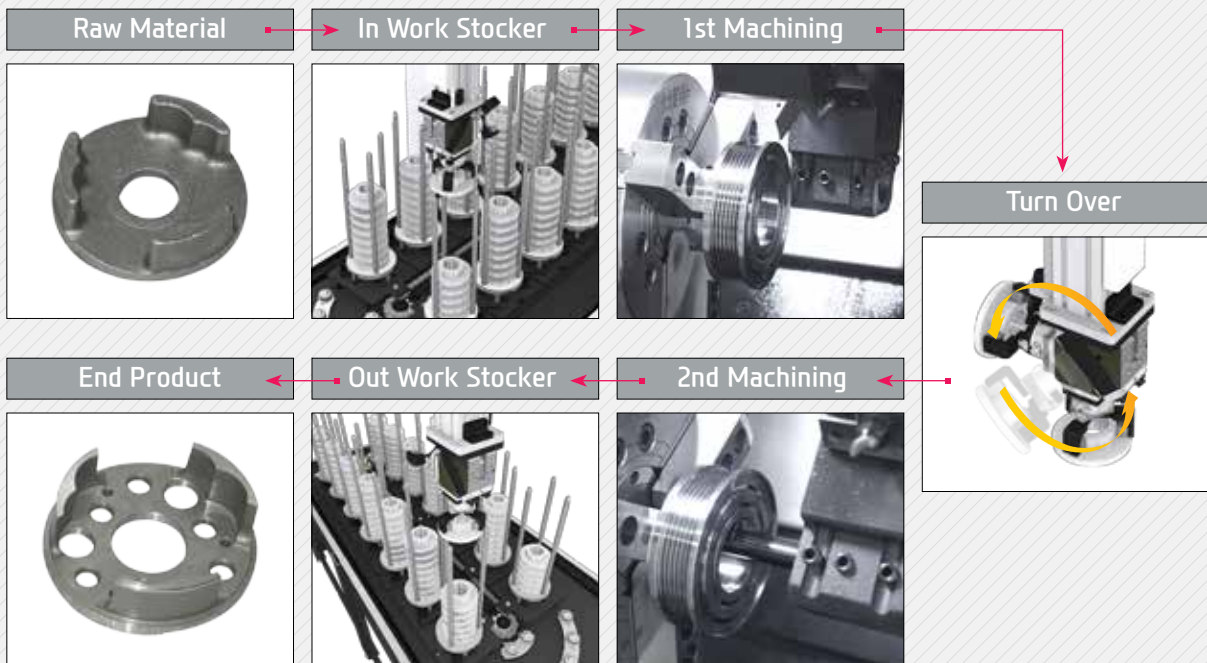 Raw Material
In Work Stocker
1st Machining
Turn Over
2nd Machining
Out Work Stocker
End Product